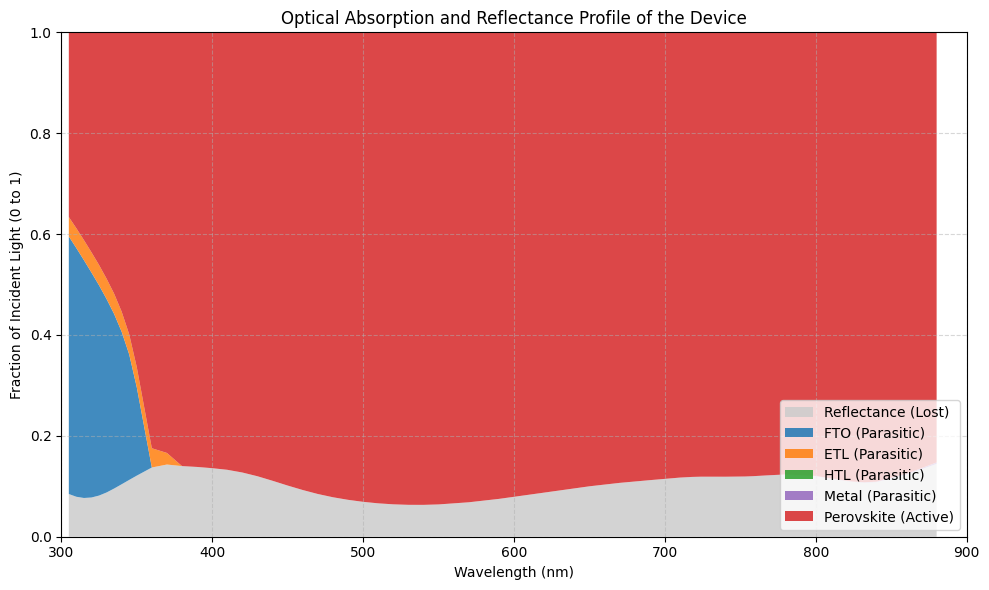 Optical Absorption and Reflectance Profile of the Device
1.0
0.8
0.6
0.4
0.2
0.0
Fraction of Incident Light (0 to 1)
Reflectance (Lost)
FTO (Parasitic)
ETL (Parasitic)
HTL (Parasitic)
Metal (Parasitic)
Perovskite (Active)
300 400 500 600 700 800 900
Wavelength (nm)